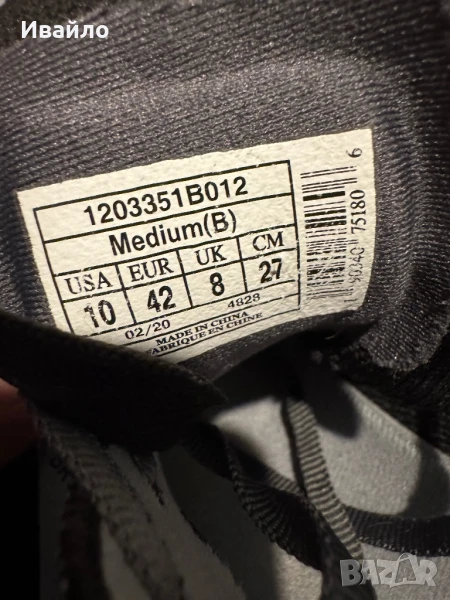 Ивайло
1203351B012
Medium(B)
USA EUR UK CM
10 42 8 27
02/20 4828
MADE IN CHINA
FABRIQUE EN CHINE
75180 6
BAZAR